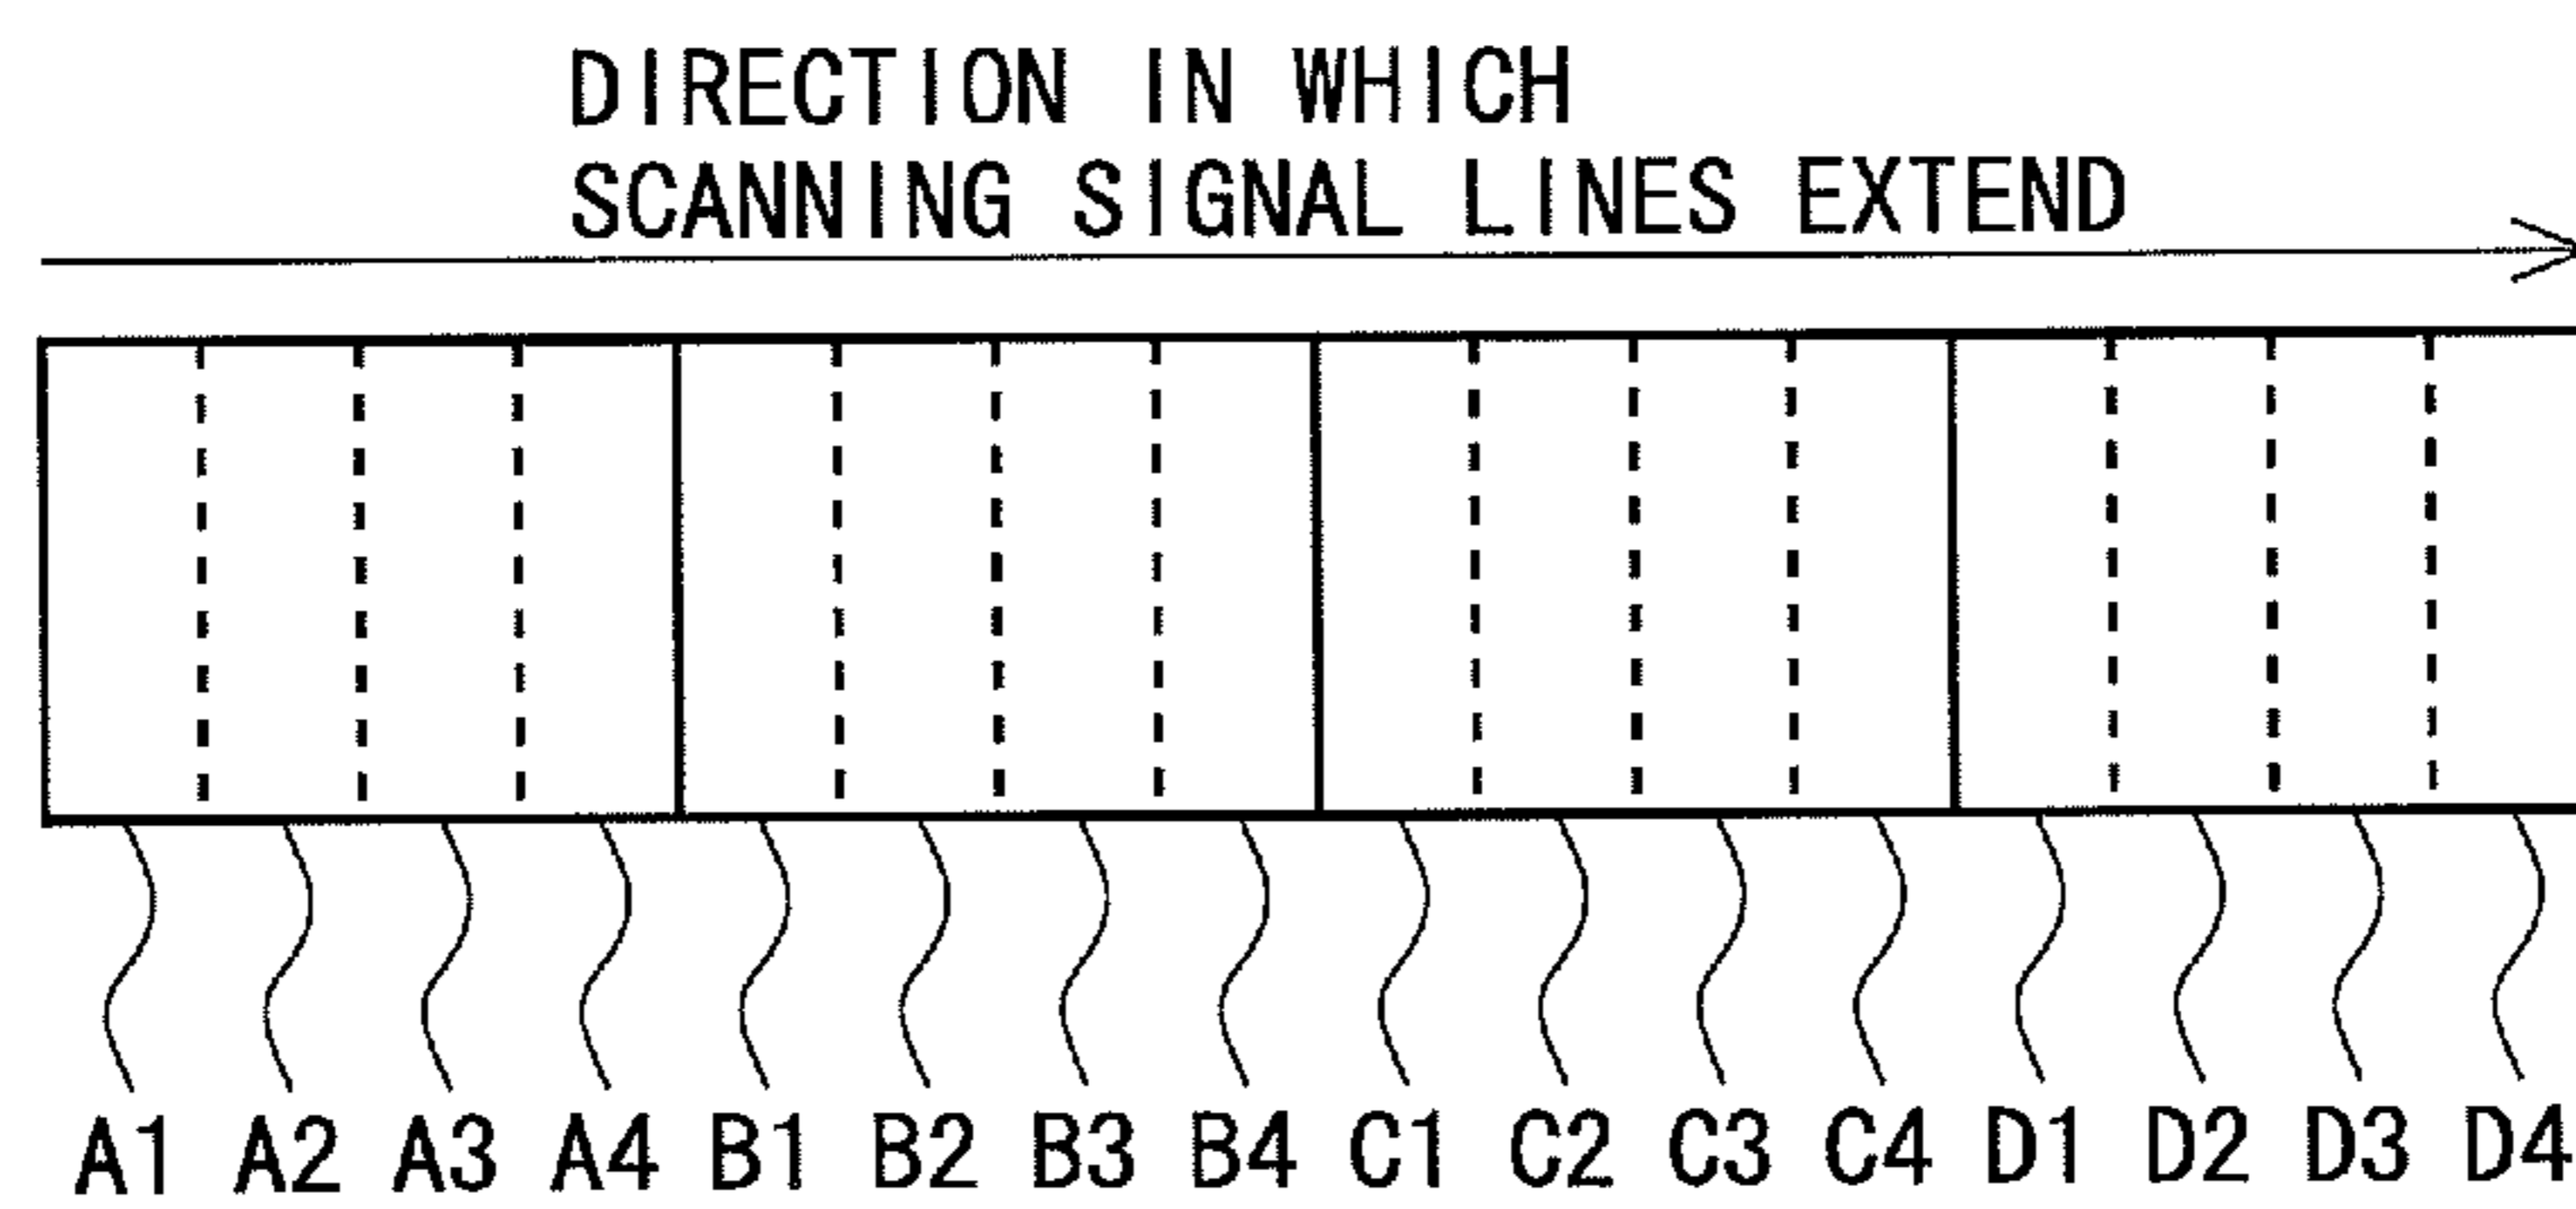 DIRECTION IN WHICH
SCANNING SIGNAL LINES EXTEND
A1 A2 A3 A4 B1 B2 B3 B4 C1 C2 C3 C4 D1 D2 D3 D4